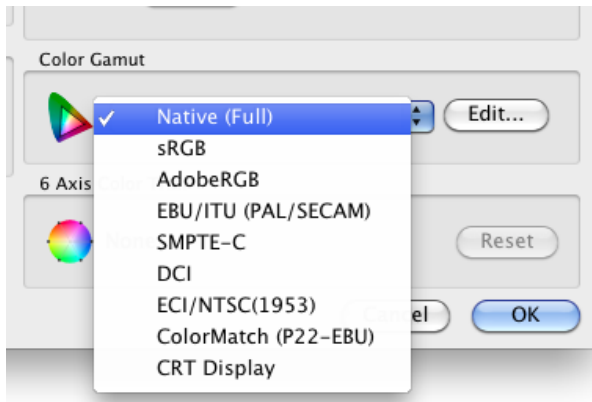 Color Gamut
✓ Native (Full)
Edit...
sRGB
AdobeRGB
6 Axis Color
EBU/ITU (PAL/SECAM)
SMPTE-C
None
Reset
DCI
ECI/NTSC(1953)
Cancel
OK
ColorMatch (P22-EBU)
CRT Display